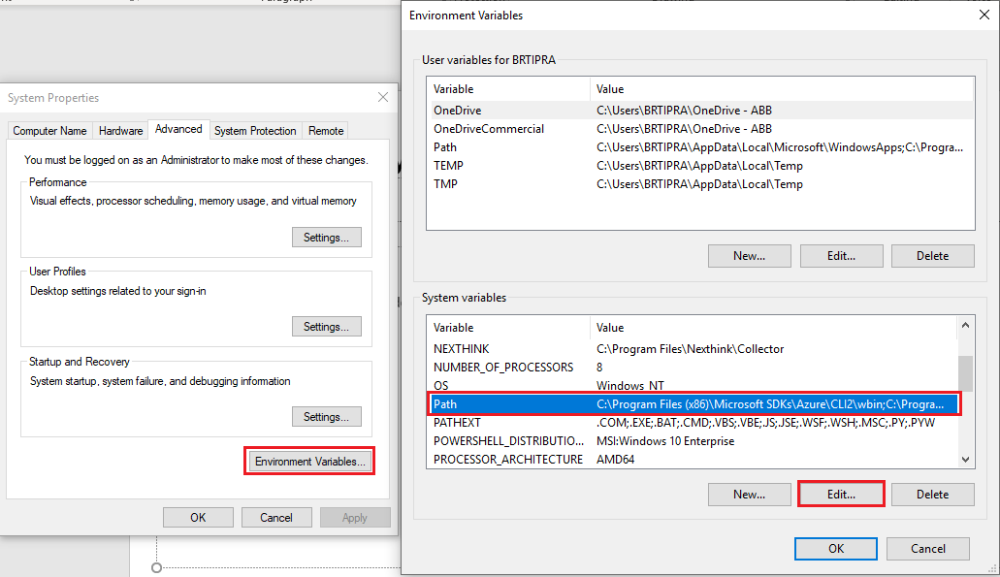 Paragraph
System Properties
Computer Name Hardware Advanced System Protection Remote
You must be logged on as an Administrator to make most of these changes.
Performance
Visual effects, processor scheduling, memory usage, and virtual memory
Settings...
User Profiles
Desktop settings related to your sign-in
Settings...
Startup and Recovery
System startup, system failure, and debugging information
Settings...
Environment Variables...
OK Cancel Apply
Environment Variables
User variables for BRTIPRA
Variable Value
OneDrive C:\Users\BRTIPRA\OneDrive - ABB
OneDriveCommercial C:\Users\BRTIPRA\OneDrive - ABB
Path C:\Users\BRTIPRA\AppData\Local\Microsoft\WindowsApps;C:\Progra...
TEMP C:\Users\BRTIPRA\AppData\Local\Temp
TMP C:\Users\BRTIPRA\AppData\Local\Temp
New... Edit... Delete
System variables
Variable Value
NEXTHINK C:\Program Files\Nexthink\Collector
NUMBER_OF_PROCESSORS 8
OS Windows_NT
Path C:\Program Files (x86)\Microsoft SDKs\Azure\CLI2\wbin;C:\Progra...
PATHEXT .COM;.EXE;.BAT;.CMD;.VBS;.VBE;.JS;.JSE;.WSF;.WSH;.MSC;.PY;.PYW
POWERSHELL_DISTRIBUTIO... MSI:Windows 10 Enterprise
PROCESSOR_ARCHITECTURE AMD64
New... Edit... Delete
OK Cancel